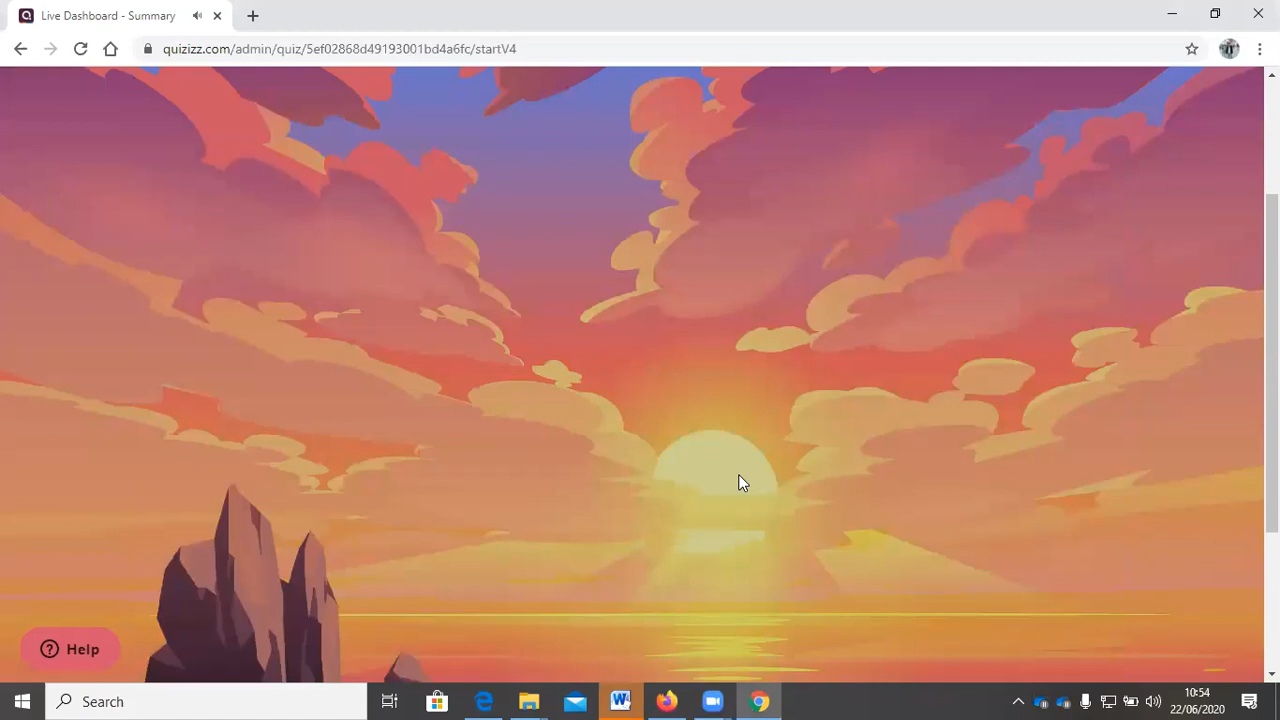 Live Dashboard - Summary
quizizz.com/admin/quiz/5ef02868d49193001bd4a6fc/startV4
Help
Search
10:54
22/06/2020